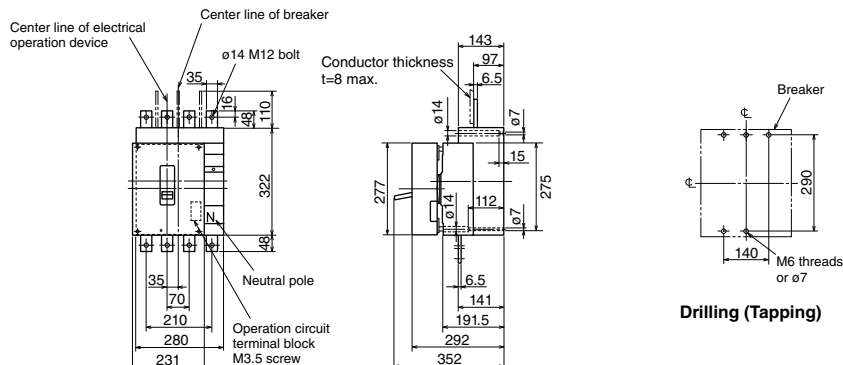 Center line of electrical
operation device
Center line of breaker
ø14 M12 bolt
35
16
48
110
322
48
N
Neutral pole
35
70
210
280
231
Operation circuit
terminal block
M3.5 screw
143
97
6.5
Conductor thickness
t=8 max.
ø14
ø7
15
277
275
112
ø14
ø7
6.5
141
191.5
292
352
Breaker
℄
℄
290
140
M6 threads
or ø7
Drilling (Tapping)